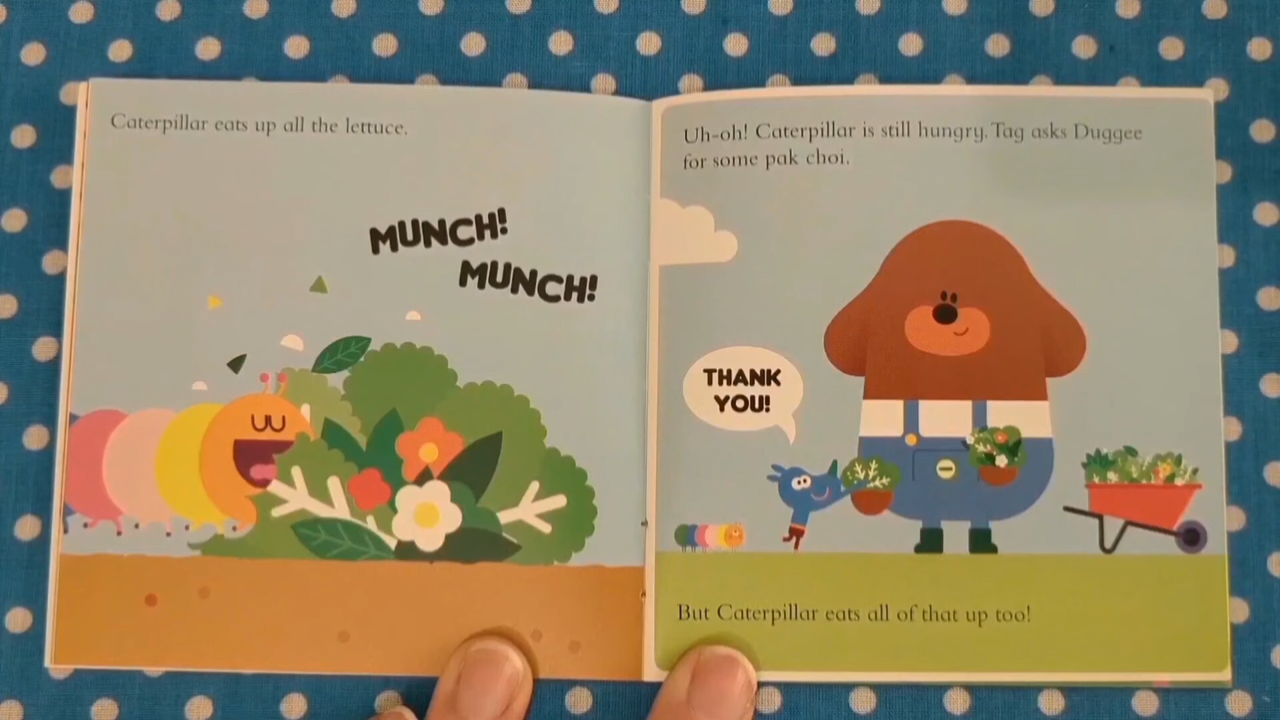 Caterpillar eats up all the lettuce.
MUNCH!
MUNCH!
Uh-oh! Caterpillar is still hungry. Tag asks Duggee
for some pak choi.
THANK
YOU!
But Caterpillar eats all of that up too!